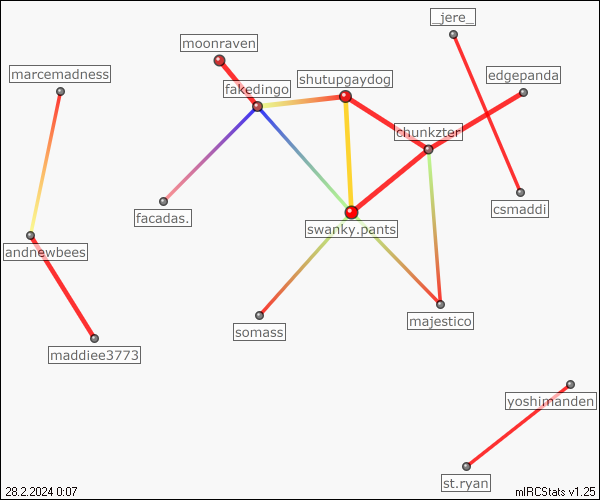 _jere_
moonraven
marcemadness
shutupgaydog
edgepanda
fakedingo
chunkzter
csmaddi
facadas.
swanky.pants
andnewbees
majestico
somass
maddiee3773
yoshimanden
st.ryan
28.2.2024 0:07
mIRCStats v1.25